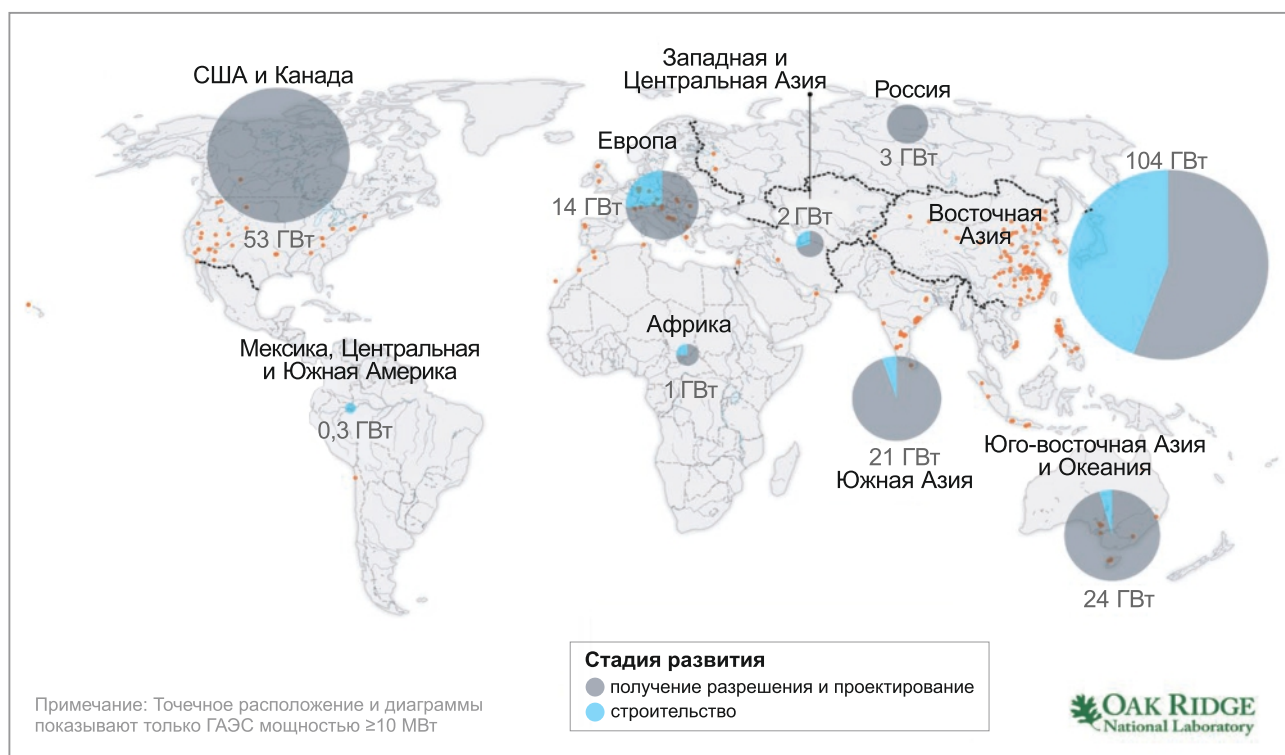 США и Канада
53 ГВт
Западная и
Центральная Азия
2 ГВт
Россия
3 ГВт
Европа
14 ГВт
104 ГВт
Восточная
Азия
Африка
1 ГВт
Мексика, Центральная
и Южная Америка
0,3 ГВт
21 ГВт
Южная Азия
Юго-восточная Азия
и Океания
24 ГВт
Стадия развития
получение разрешения и проектирование
строительство
Примечание: Точечное расположение и диаграммы
показывают только ГАЭС мощностью ≥10 МВт
OAK RIDGE
National Laboratory